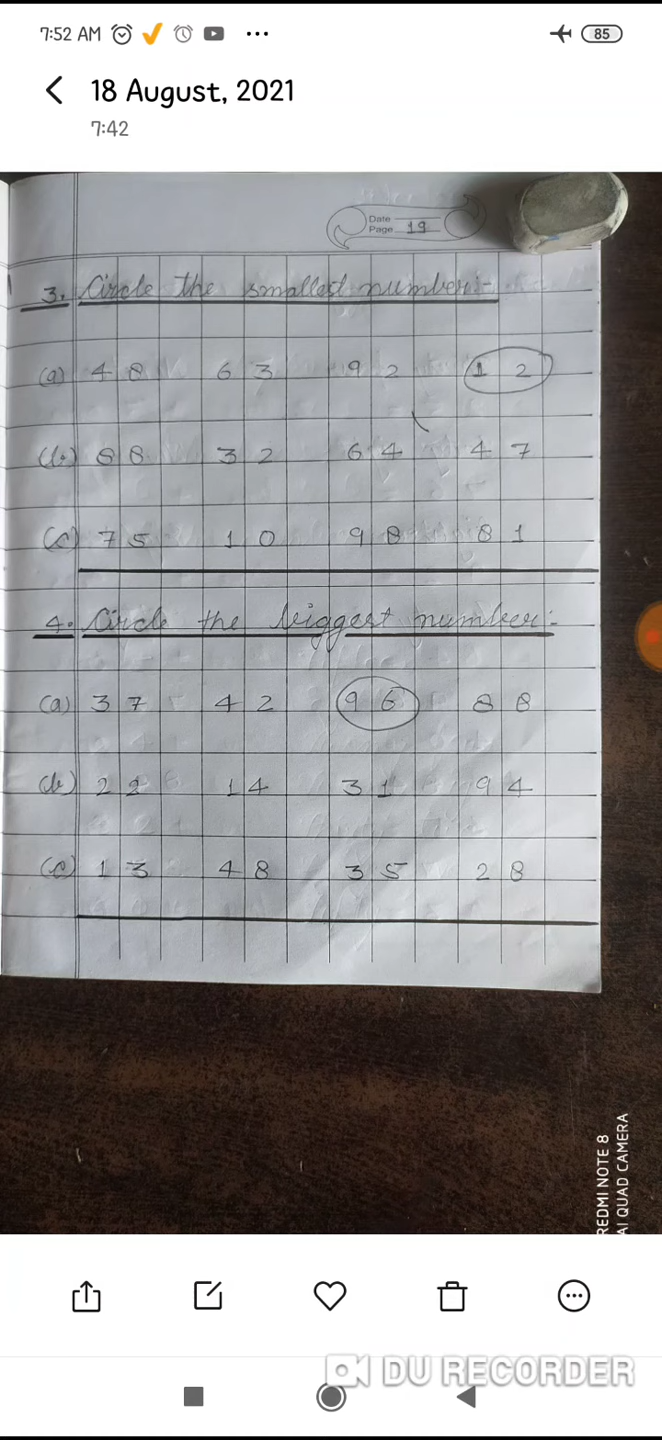 7:52 AM 85
18 August, 2021
7:42
Date
Page 19
3. Circle the smallest number:-
(a) 48 63 92 12
(b) 68 32 64 47
(c) 75 10 98 81
4. Circle the biggest number:-
(a) 37 42 96 88
(b) 22 14 31 94
(c) 13 48 35 28
REDMI NOTE 8
AI QUAD CAMERA
DU RECORDER